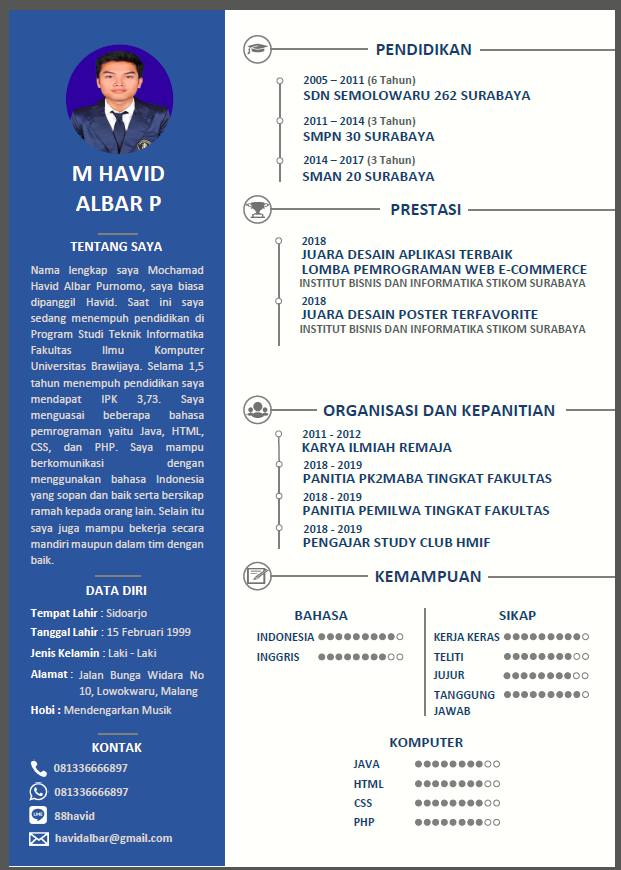 M HAVID
ALBAR P
TENTANG SAYA
Nama lengkap saya Mochamad
Havid Albar Purnomo, saya biasa
dipanggil Havid. Saat ini saya
sedang menempuh pendidikan di
Program Studi Teknik Informatika
Fakultas Ilmu Komputer
Universitas Brawijaya. Selama 1,5
tahun menempuh pendidikan saya
mendapat IPK 3,73. Saya
menguasai beberapa bahasa
pemrograman yaitu Java, HTML,
CSS, dan PHP. Saya mampu
berkomunikasi dengan
menggunakan bahasa Indonesia
yang sopan dan baik serta bersikap
ramah kepada orang lain. Selain itu
saya juga mampu bekerja secara
mandiri maupun dalam tim dengan
baik.
DATA DIRI
Tempat Lahir : Sidoarjo
Tanggal Lahir : 15 Februari 1999
Jenis Kelamin : Laki - Laki
Alamat : Jalan Bunga Widara No
10, Lowokwaru, Malang
Hobi : Mendengarkan Musik
KONTAK
081336666897
081336666897
LINE
88havid
havidalbar@gmail.com
PENDIDIKAN
2005 – 2011 (6 Tahun)
SDN SEMOLOWARU 262 SURABAYA
2011 – 2014 (3 Tahun)
SMPN 30 SURABAYA
2014 – 2017 (3 Tahun)
SMAN 20 SURABAYA
PRESTASI
2018
JUARA DESAIN APLIKASI TERBAIK
LOMBA PEMROGRAMAN WEB E-COMMERCE
INSTITUT BISNIS DAN INFORMATIKA STIKOM SURABAYA
2018
JUARA DESAIN POSTER TERFAVORITE
INSTITUT BISNIS DAN INFORMATIKA STIKOM SURABAYA
ORGANISASI DAN KEPANITIAN
2011 - 2012
KARYA ILMIAH REMAJA
2018 - 2019
PANITIA PK2MABA TINGKAT FAKULTAS
2018 - 2019
PANITIA PEMILWA TINGKAT FAKULTAS
2018 - 2019
PENGAJAR STUDY CLUB HMIF
KEMAMPUAN
BAHASA
INDONESIA
INGGRIS
SIKAP
KERJA KERAS
TELITI
JUJUR
TANGGUNG
JAWAB
KOMPUTER
JAVA
HTML
CSS
PHP